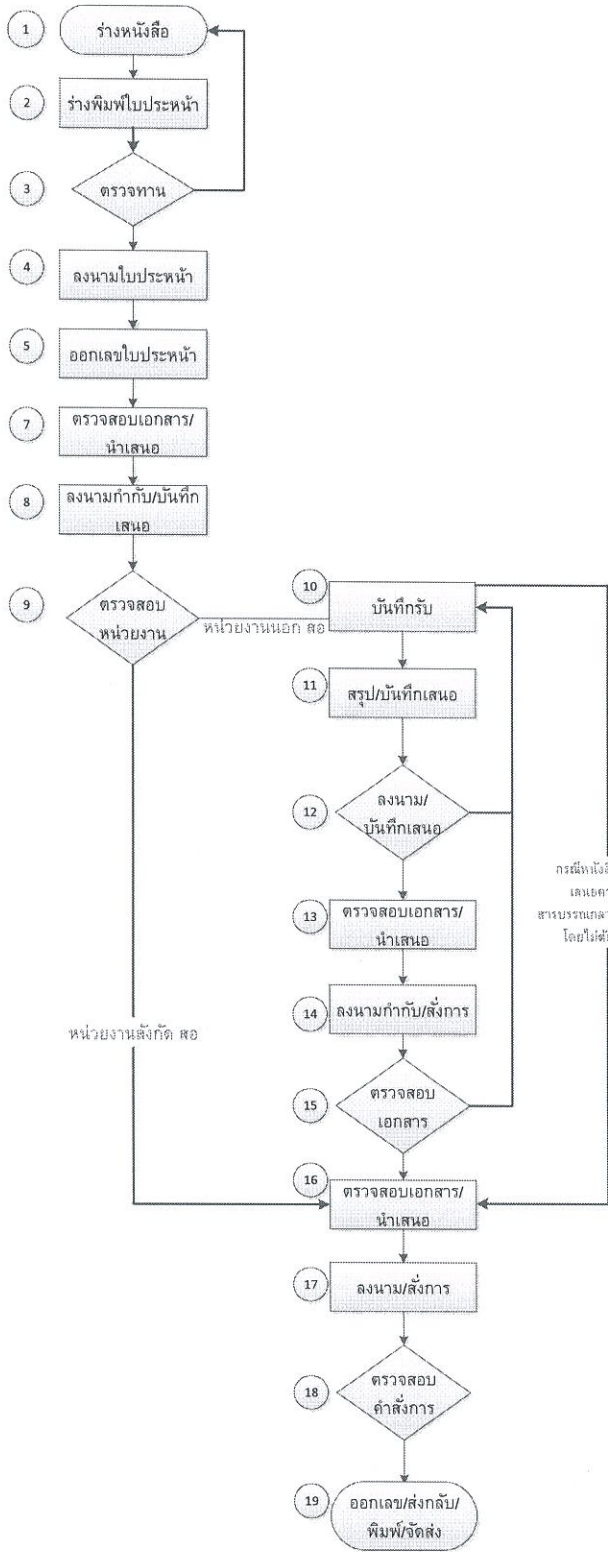 1
ร่างหนังสือ
2
ร่างพิมพ์ใบประหน้า
3
ตรวจทาน
4
ลงนามใบประหน้า
5
ออกเลขใบประหน้า
7
ตรวจสอบเอกสาร/
นำเสนอ
8
ลงนามกำกับ/บันทึก
เสนอ
9
ตรวจสอบ
หน่วยงาน
หน่วยงานนอก สอ
10
บันทึกรับ
11
สรุป/บันทึกเสนอ
12
ลงนาม/
บันทึกเสนอ
13
ตรวจสอบเอกสาร/
นำเสนอ
14
ลงนามกำกับ/สั่งการ
หน่วยงานสังกัด สอ
15
ตรวจสอบ
เอกสาร
16
ตรวจสอบเอกสาร/
นำเสนอ
17
ลงนาม/สั่งการ
18
ตรวจสอบ
คำสั่งการ
19
ออกเลข/ส่งกลับ/
พิมพ์/จัดส่ง